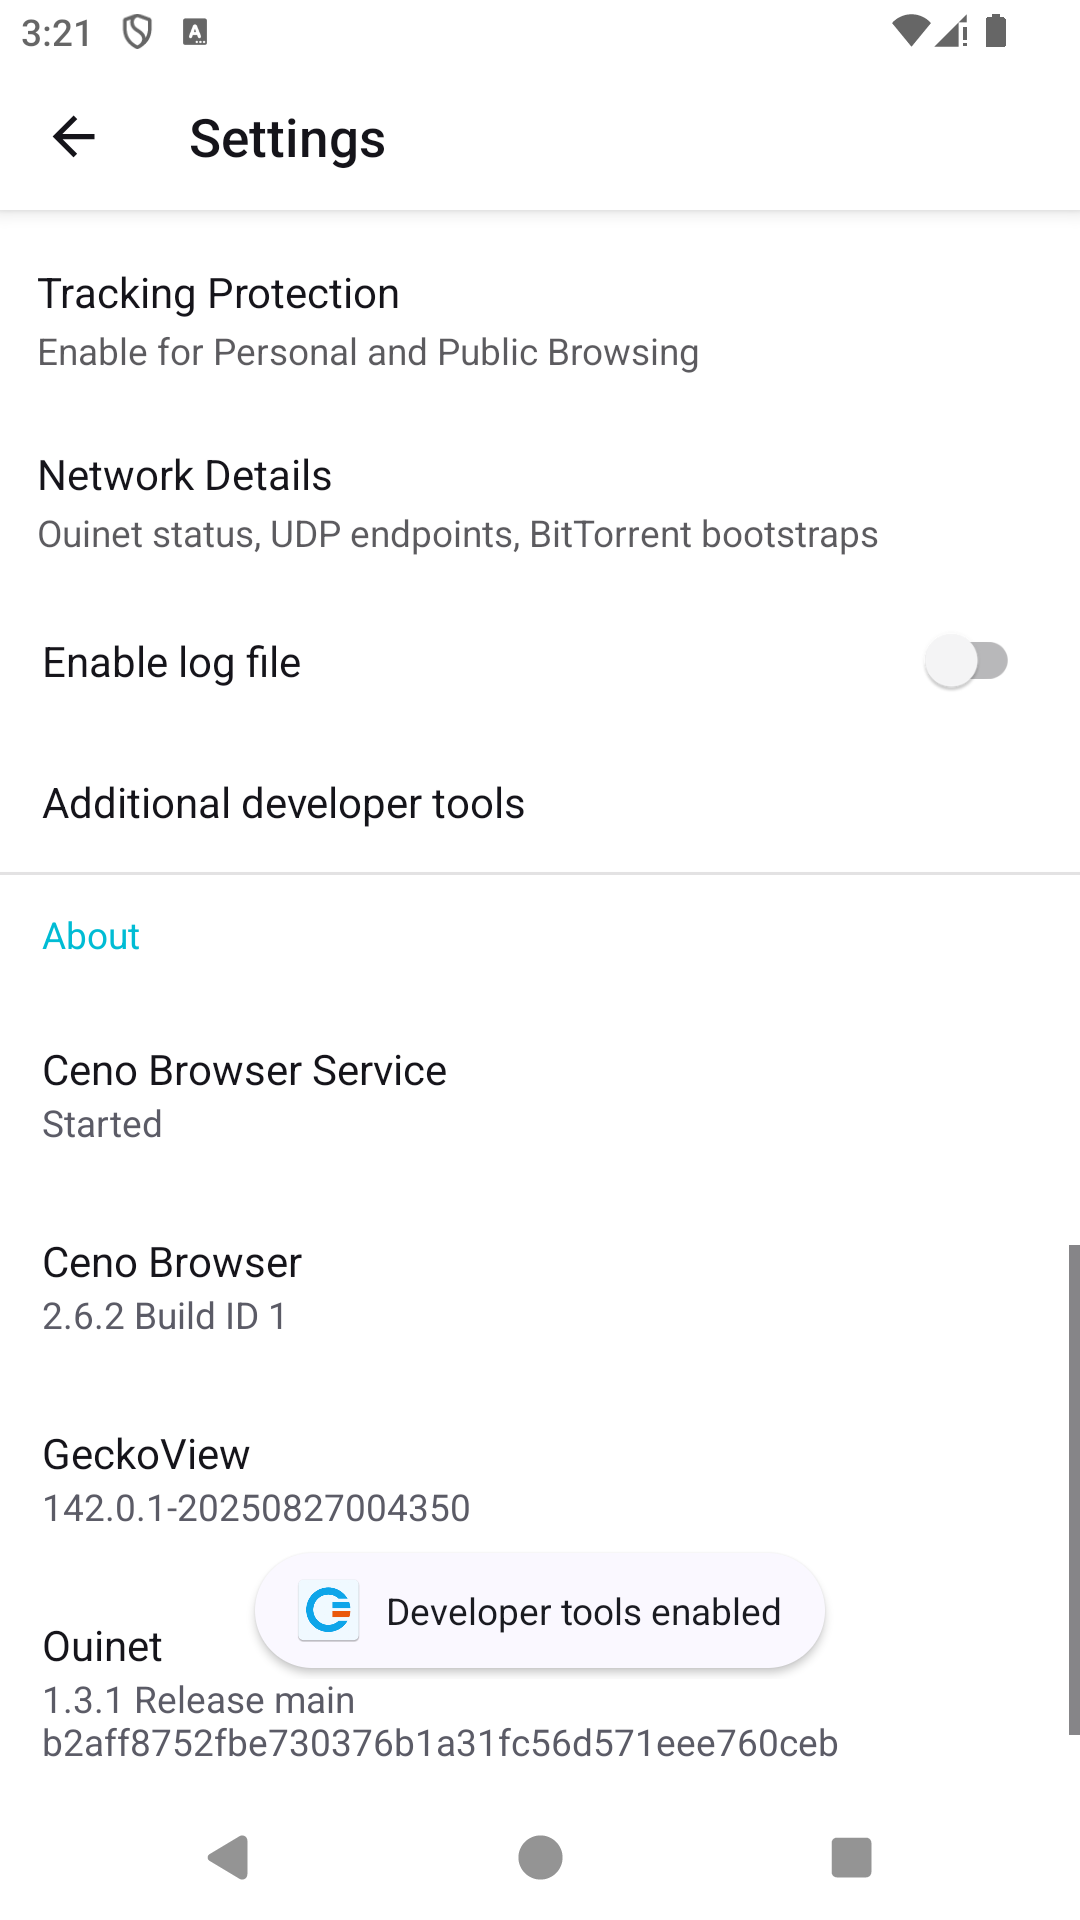 3:21
Settings
Tracking Protection
Enable for Personal and Public Browsing
Network Details
Ouinet status, UDP endpoints, BitTorrent bootstraps
Enable log file
Additional developer tools
About
Ceno Browser Service
Started
Ceno Browser
2.6.2 Build ID 1
GeckoView
142.0.1-20250827004350
Developer tools enabled
Ouinet
1.3.1 Release main
b2aff8752fbe730376b1a31fc56d571eee760ceb